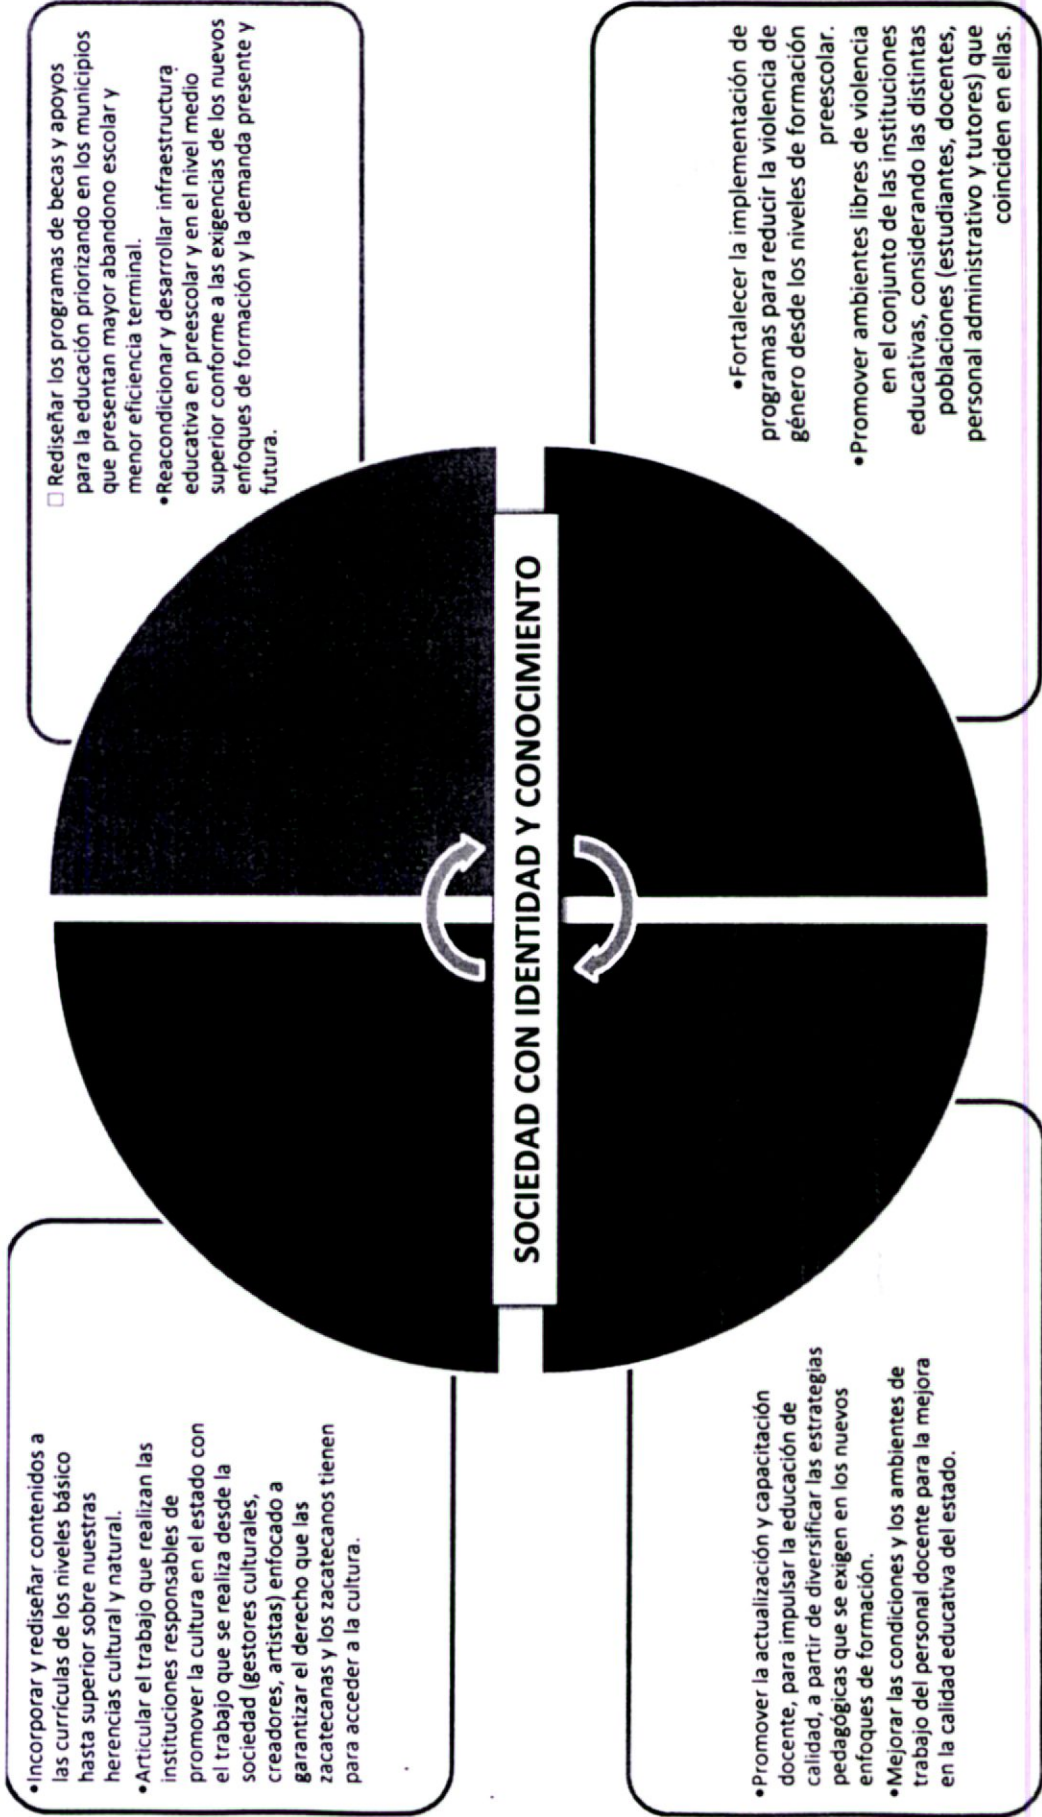 •Incorporar y rediseñar contenidos a
las currículas de los niveles básico
hasta superior sobre nuestras
herencias cultural y natural.
•Articular el trabajo que realizan las
instituciones responsables de
promover la cultura en el estado con
el trabajo que se realiza desde la
sociedad (gestores culturales,
creadores, artistas) enfocado a
garantizar el derecho que las
zacatecanas y los zacatecanos tienen
para acceder a la cultura.
□ Rediseñar los programas de becas y apoyos
para la educación priorizando en los municipios
que presentan mayor abandono escolar y
menor eficiencia terminal.
•Reacondicionar y desarrollar infraestructura
educativa en preescolar y en el nivel medio
superior conforme a las exigencias de los nuevos
enfoques de formación y la demanda presente y
futura.
SOCIEDAD CON IDENTIDAD Y CONOCIMIENTO
•Promover la actualización y capacitación
docente, para impulsar la educación de
calidad, a partir de diversificar las estrategias
pedagógicas que se exigen en los nuevos
enfoques de formación.
•Mejorar las condiciones y los ambientes de
trabajo del personal docente para la mejora
en la calidad educativa del estado.
•Fortalecer la implementación de
programas para reducir la violencia de
género desde los niveles de formación
preescolar.
•Promover ambientes libres de violencia
en el conjunto de las instituciones
educativas, considerando las distintas
poblaciones (estudiantes, docentes,
personal administrativo y tutores) que
coinciden en ellas.